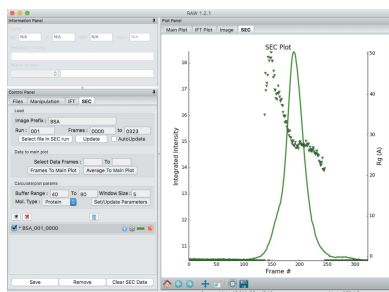 RAW 1.2.1
Information Panel
Plot Panel
N/A N/A N/A N/A
Main Plot IFT Plot Image SEC
Control Panel
Files Manipulation IFT SEC
Load
Image Prefix : BSA
Run : 001 Frames : 0000 to 0323
Select file in SEC run Update AutoUpdate
Data to main plot
Select Data Frames : To
Frames To Main Plot Average To Main Plot
Calculate/plot params
Buffer Range : 40 To 90 Window Size : 5
Mol. Type : Protein Set/Update Parameters
* BSA_001_0000
Save Remove Clear SEC Data
SEC Plot
Integrated Intensity
18
17
16
15
14
13
12
11
50
40
30
20
10
0
Rg (A)
0 50 100 150 200 250 300
Frame #